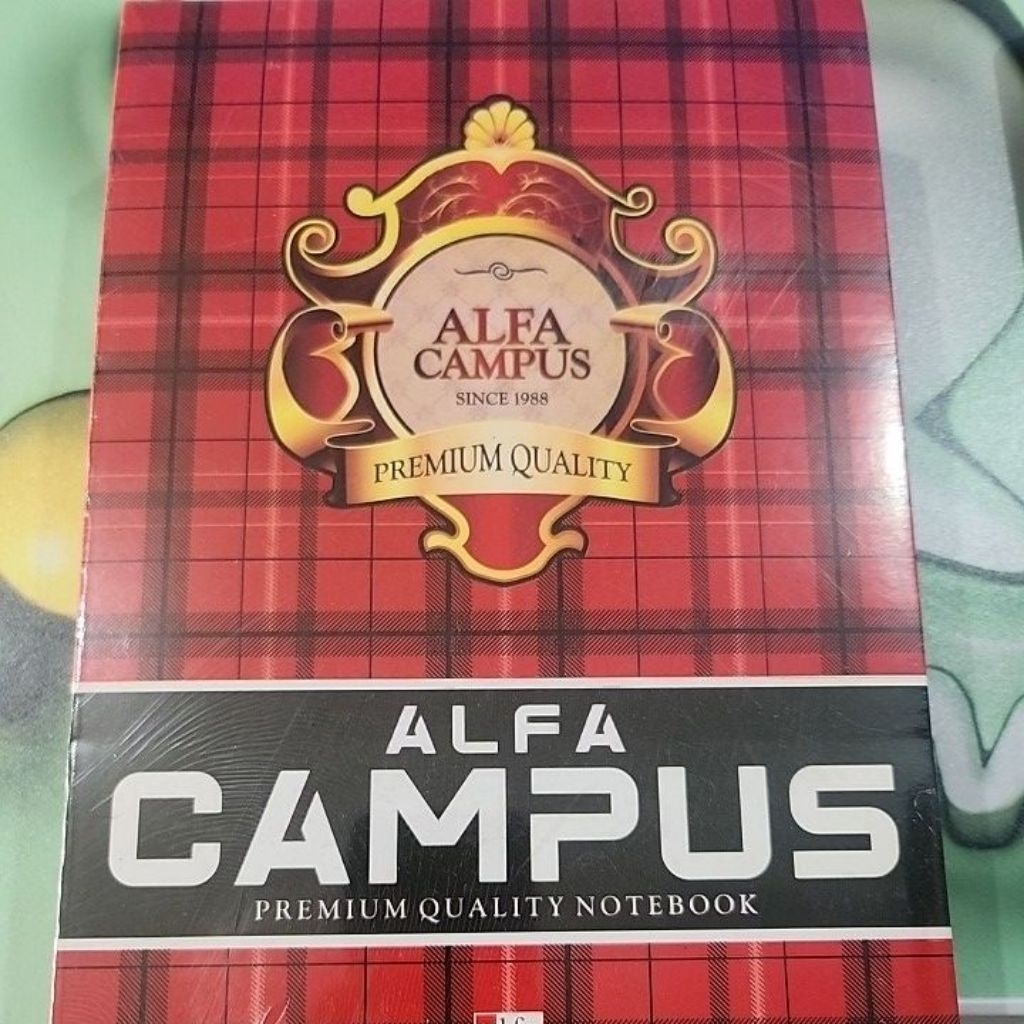 ALFA
CAMPUS
SINCE 1988
PREMIUM QUALITY
ALFA
CAMPUS
PREMIUM QUALITY NOTEBOOK